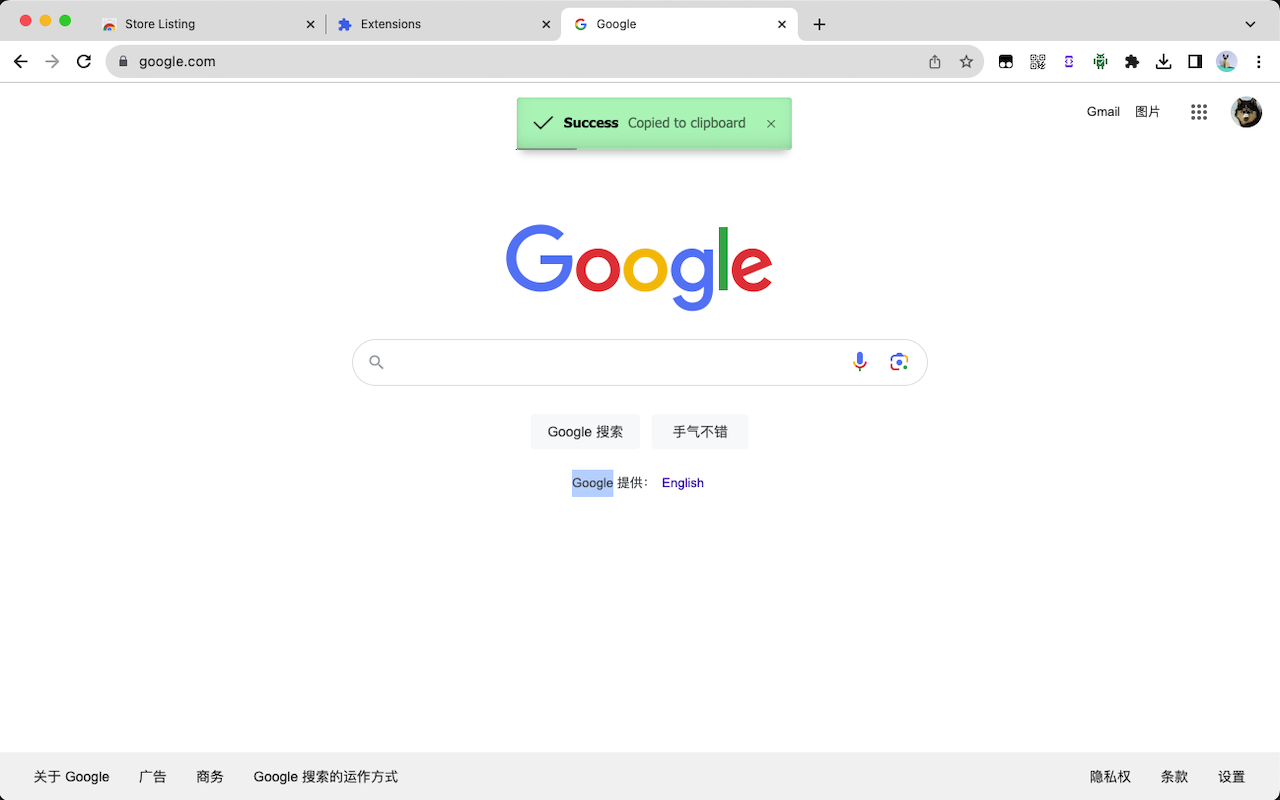 Store Listing
Extensions
Google
google.com
Success Copied to clipboard
Gmail 图片
Google
Google 搜索 手气不错
Google 提供： English
关于 Google 广告 商务 Google 搜索的运作方式 隐私权 条款 设置